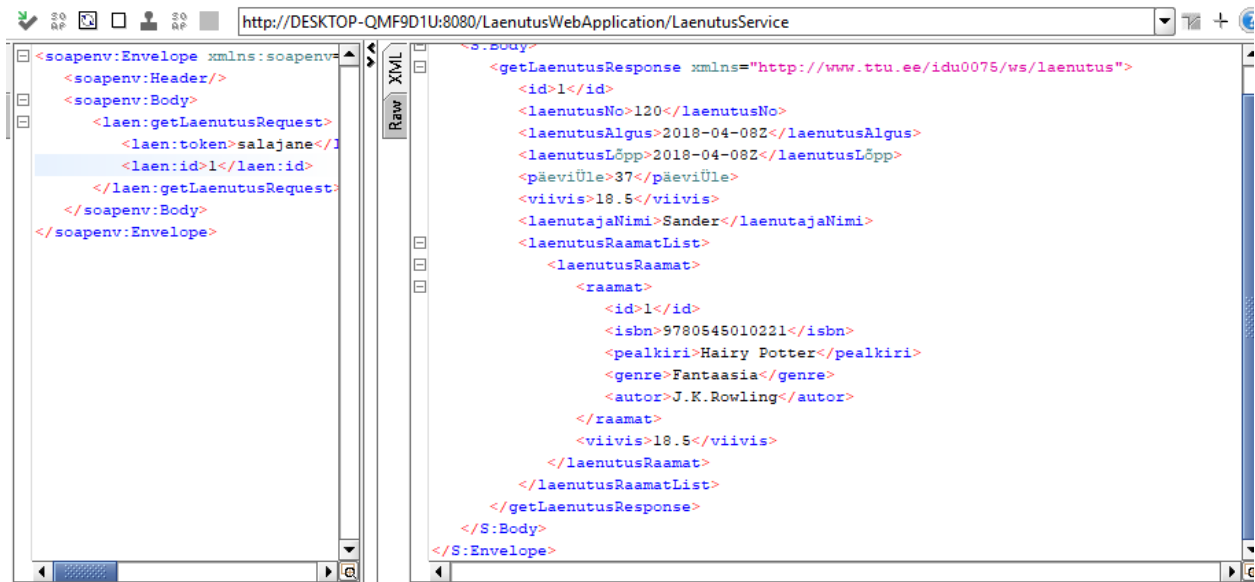 http://DESKTOP-QMF9D1U:8080/LaenutusWebApplication/LaenutusService
<soapenv:Envelope xmlns:soapenv=
<soapenv:Header/>
<soapenv:Body>
<laen:getLaenutusRequest>
<laen:token>salajane</
<laen:id>1</laen:id>
</laen:getLaenutusRequest>
</soapenv:Body>
</soapenv:Envelope>
XML
Raw
<S:Body>
<getLaenutusResponse xmlns="http://www.ttu.ee/idu0075/ws/laenutus">
<id>1</id>
<laenutusNo>120</laenutusNo>
<laenutusAlgus>2018-04-08Z</laenutusAlgus>
<laenutusLõpp>2018-04-08Z</laenutusLõpp>
<päeviÜle>37</päeviÜle>
<viivis>18.5</viivis>
<laenutajaNimi>Sander</laenutajaNimi>
<laenutusRaamatList>
<laenutusRaamat>
<raamat>
<id>1</id>
<isbn>9780545010221</isbn>
<pealkiri>Hairy Potter</pealkiri>
<genre>Fantaasia</genre>
<autor>J.K.Rowling</autor>
</raamat>
<viivis>18.5</viivis>
</laenutusRaamat>
</laenutusRaamatList>
</getLaenutusResponse>
</S:Body>
</S:Envelope>